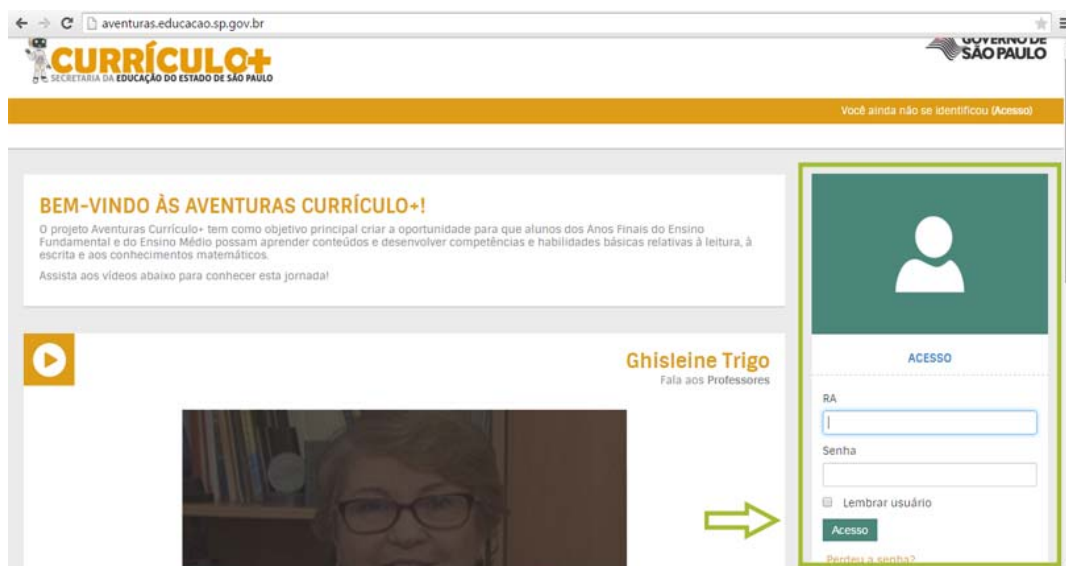 aventuras.educacao.sp.gov.br
CURRÍCULO+
SECRETARIA DA EDUCAÇÃO DO ESTADO DE SÃO PAULO
GOVERNO DE
SÃO PAULO
Você ainda não se identificou (Acesso)
BEM-VINDO ÀS AVENTURAS CURRÍCULO+!
O projeto Aventuras Currículo+ tem como objetivo principal criar a oportunidade para que alunos dos Anos Finais do Ensino
Fundamental e do Ensino Médio possam aprender conteúdos e desenvolver competências e habilidades básicas relativas à leitura, à
escrita e aos conhecimentos matemáticos.
Assista aos vídeos abaixo para conhecer esta jornada!
Ghisleine Trigo
Fala aos Professores
ACESSO
RA
Senha
Lembrar usuário
Acesso
Perdeu a senha?